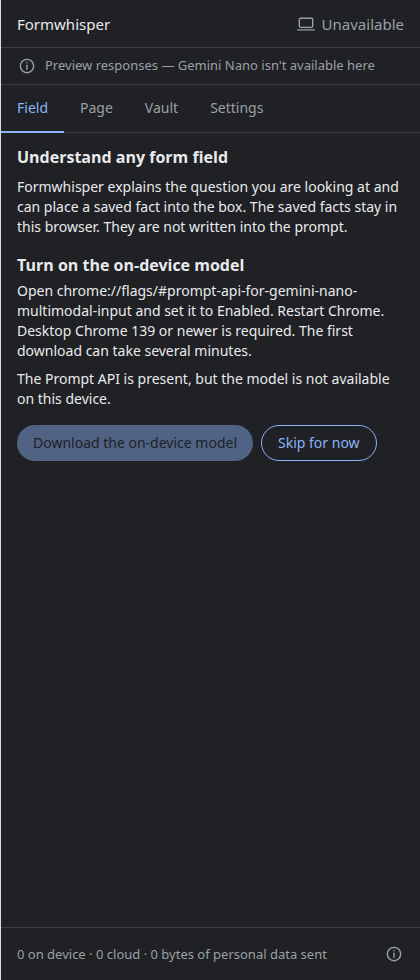 Formwhisper
Unavailable
Preview responses — Gemini Nano isn't available here
Field
Page
Vault
Settings
Understand any form field
Formwhisper explains the question you are looking at and
can place a saved fact into the box. The saved facts stay in
this browser. They are not written into the prompt.
Turn on the on-device model
Open chrome://flags/#prompt-api-for-gemini-nano-
multimodal-input and set it to Enabled. Restart Chrome.
Desktop Chrome 139 or newer is required. The first
download can take several minutes.
The Prompt API is present, but the model is not available
on this device.
Download the on-device model
Skip for now
0 on device · 0 cloud · 0 bytes of personal data sent